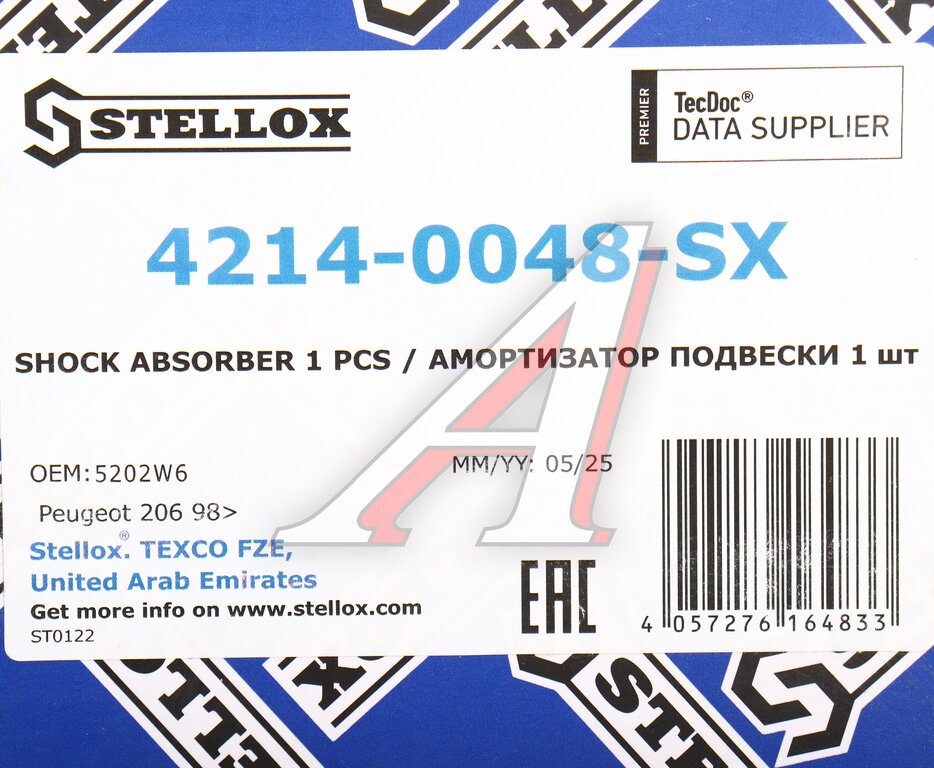 STELLOX
PREMIER
TecDoc®
DATA SUPPLIER
4214-0048-SX
SHOCK ABSORBER 1 PCS / АМОРТИЗАТОР ПОДВЕСКИ 1 шт
OEM:5202W6
MM/YY: 05/25
Peugeot 206 98>
Stellox®. TEXCO FZE,
United Arab Emirates
Get more info on www.stellox.com
ST0122
EAC
4 057276 164833